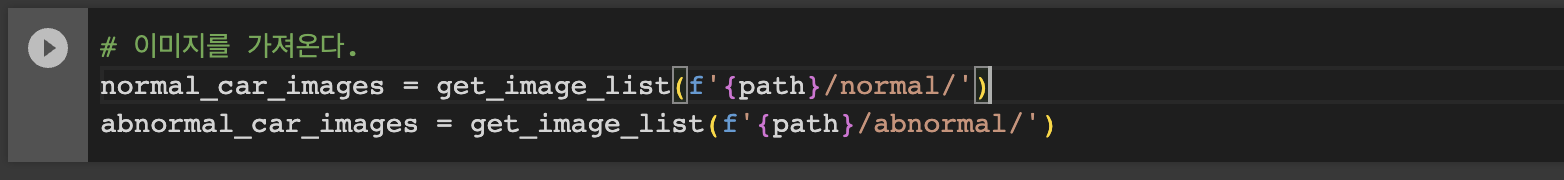 # 이미지를 가져온다.
normal_car_images = get_image_list(f'{path}/normal/')
abnormal_car_images = get_image_list(f'{path}/abnormal/')